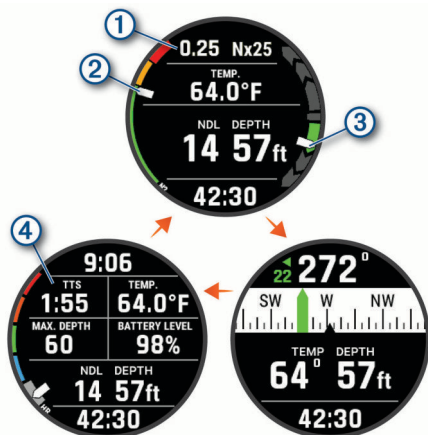 1
0.25 Nx25
2
TEMP.
64.0°F
3
NDL DEPTH
14 57ft
N2
42:30
4
9:06
TTS TEMP.
1:55 64.0°F
MAX. DEPTH BATTERY LEVEL
60 98%
NDL DEPTH
14 57ft
HR
42:30
22 272°
SW W NW
TEMP DEPTH
64° 57ft
42:30